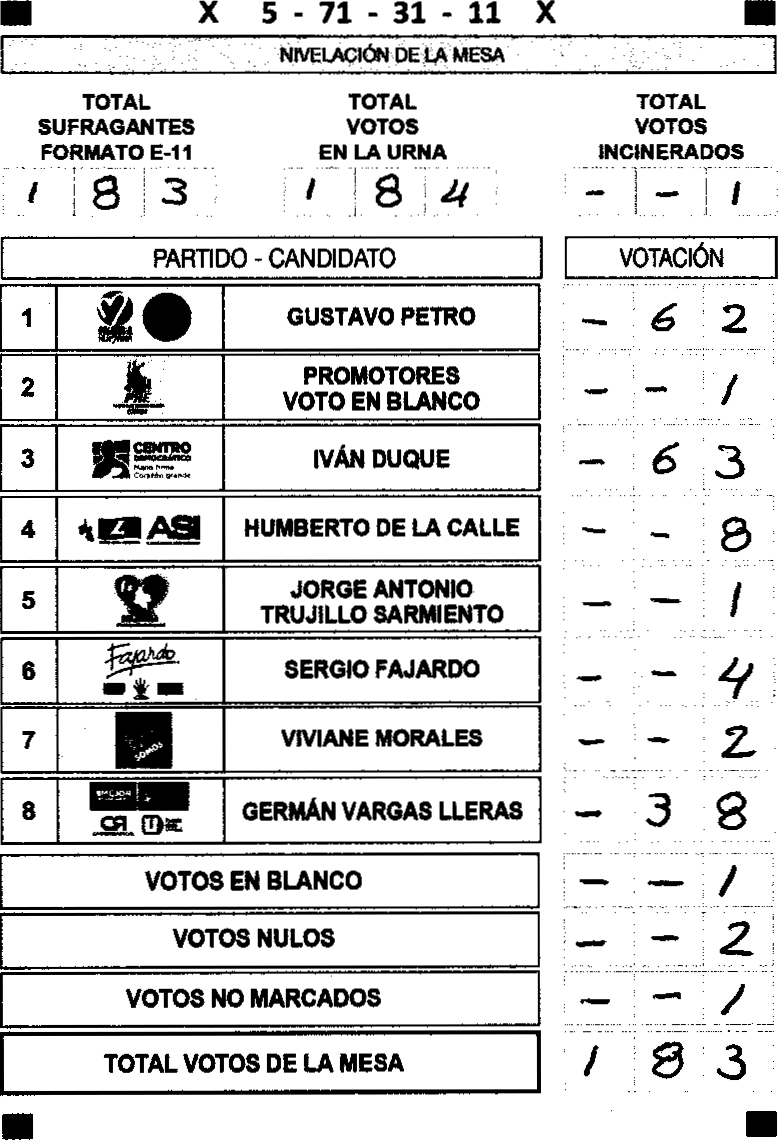 X 5 - 71 - 31 - 11 X
NIVELACIÓN DE LA MESA
TOTAL SUFRAGANTES FORMATO E-11
TOTAL VOTOS EN LA URNA
TOTAL VOTOS INCINERADOS
1 8 3
1 8 4
- - 1
PARTIDO - CANDIDATO VOTACIÓN
1 GUSTAVO PETRO - 6 2
2 PROMOTORES VOTO EN BLANCO - - 1
3 CENTRO DEMOCRÁTICO Mano firme Corazón grande IVÁN DUQUE - 6 3
4 ASI HUMBERTO DE LA CALLE - - 8
5 JORGE ANTONIO TRUJILLO SARMIENTO - - 1
6 Fajardo SERGIO FAJARDO - - 4
7 SOMOS VIVIANE MORALES - - 2
8 #MEJOR GERMÁN VARGAS LLERAS - 3 8
VOTOS EN BLANCO - - 1
VOTOS NULOS - - 2
VOTOS NO MARCADOS - - 1
TOTAL VOTOS DE LA MESA 1 8 3